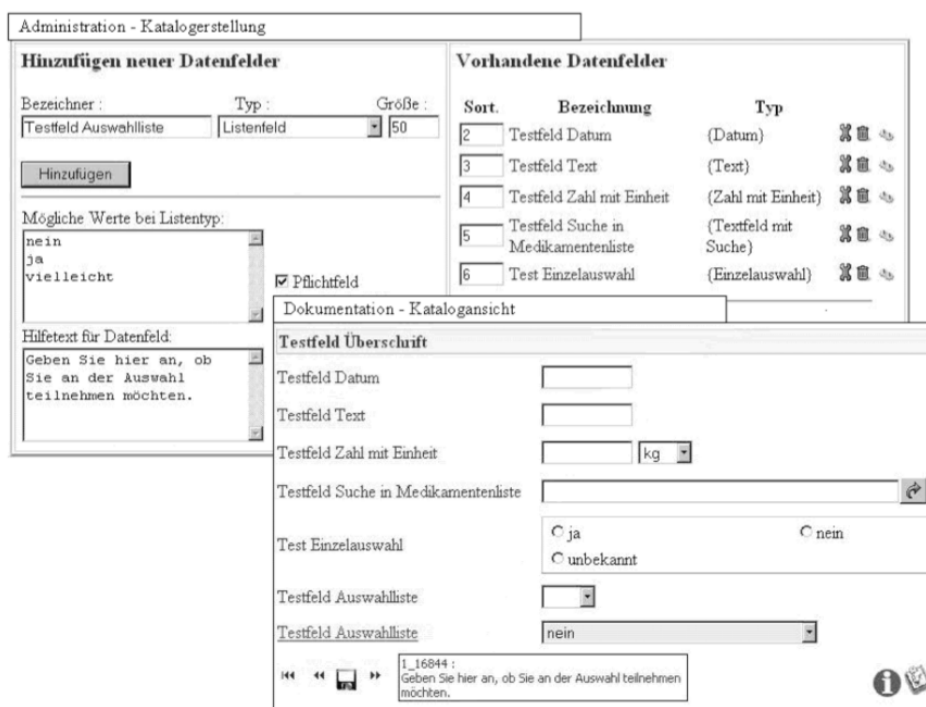 Administration - Katalogerstellung
Hinzufügen neuer Datenfelder
Bezeichner :
Typ :
Größe :
Testfeld Auswahlliste
Listenfeld
50
Hinzufügen
Mögliche Werte bei Listentyp:
nein
ja
vielleicht
Pflichtfeld
Hilfetext für Datenfeld:
Geben Sie hier an, ob
Sie an der Auswahl
teilnehmen möchten.
Vorhandene Datenfelder
Sort. Bezeichnung Typ
2 Testfeld Datum (Datum)
3 Testfeld Text (Text)
4 Testfeld Zahl mit Einheit (Zahl mit Einheit)
5 Testfeld Suche in (Textfeld mit
Medikamentenliste Suche)
6 Test Einzelauswahl (Einzelauswahl)
Dokumentation - Katalogansicht
Testfeld Überschrift
Testfeld Datum
Testfeld Text
Testfeld Zahl mit Einheit kg
Testfeld Suche in Medikamentenliste
Test Einzelauswahl
ja nein
unbekannt
Testfeld Auswahlliste
Testfeld Auswahlliste nein
1_16844 :
Geben Sie hier an, ob Sie an der Auswahl teilnehmen
möchten.